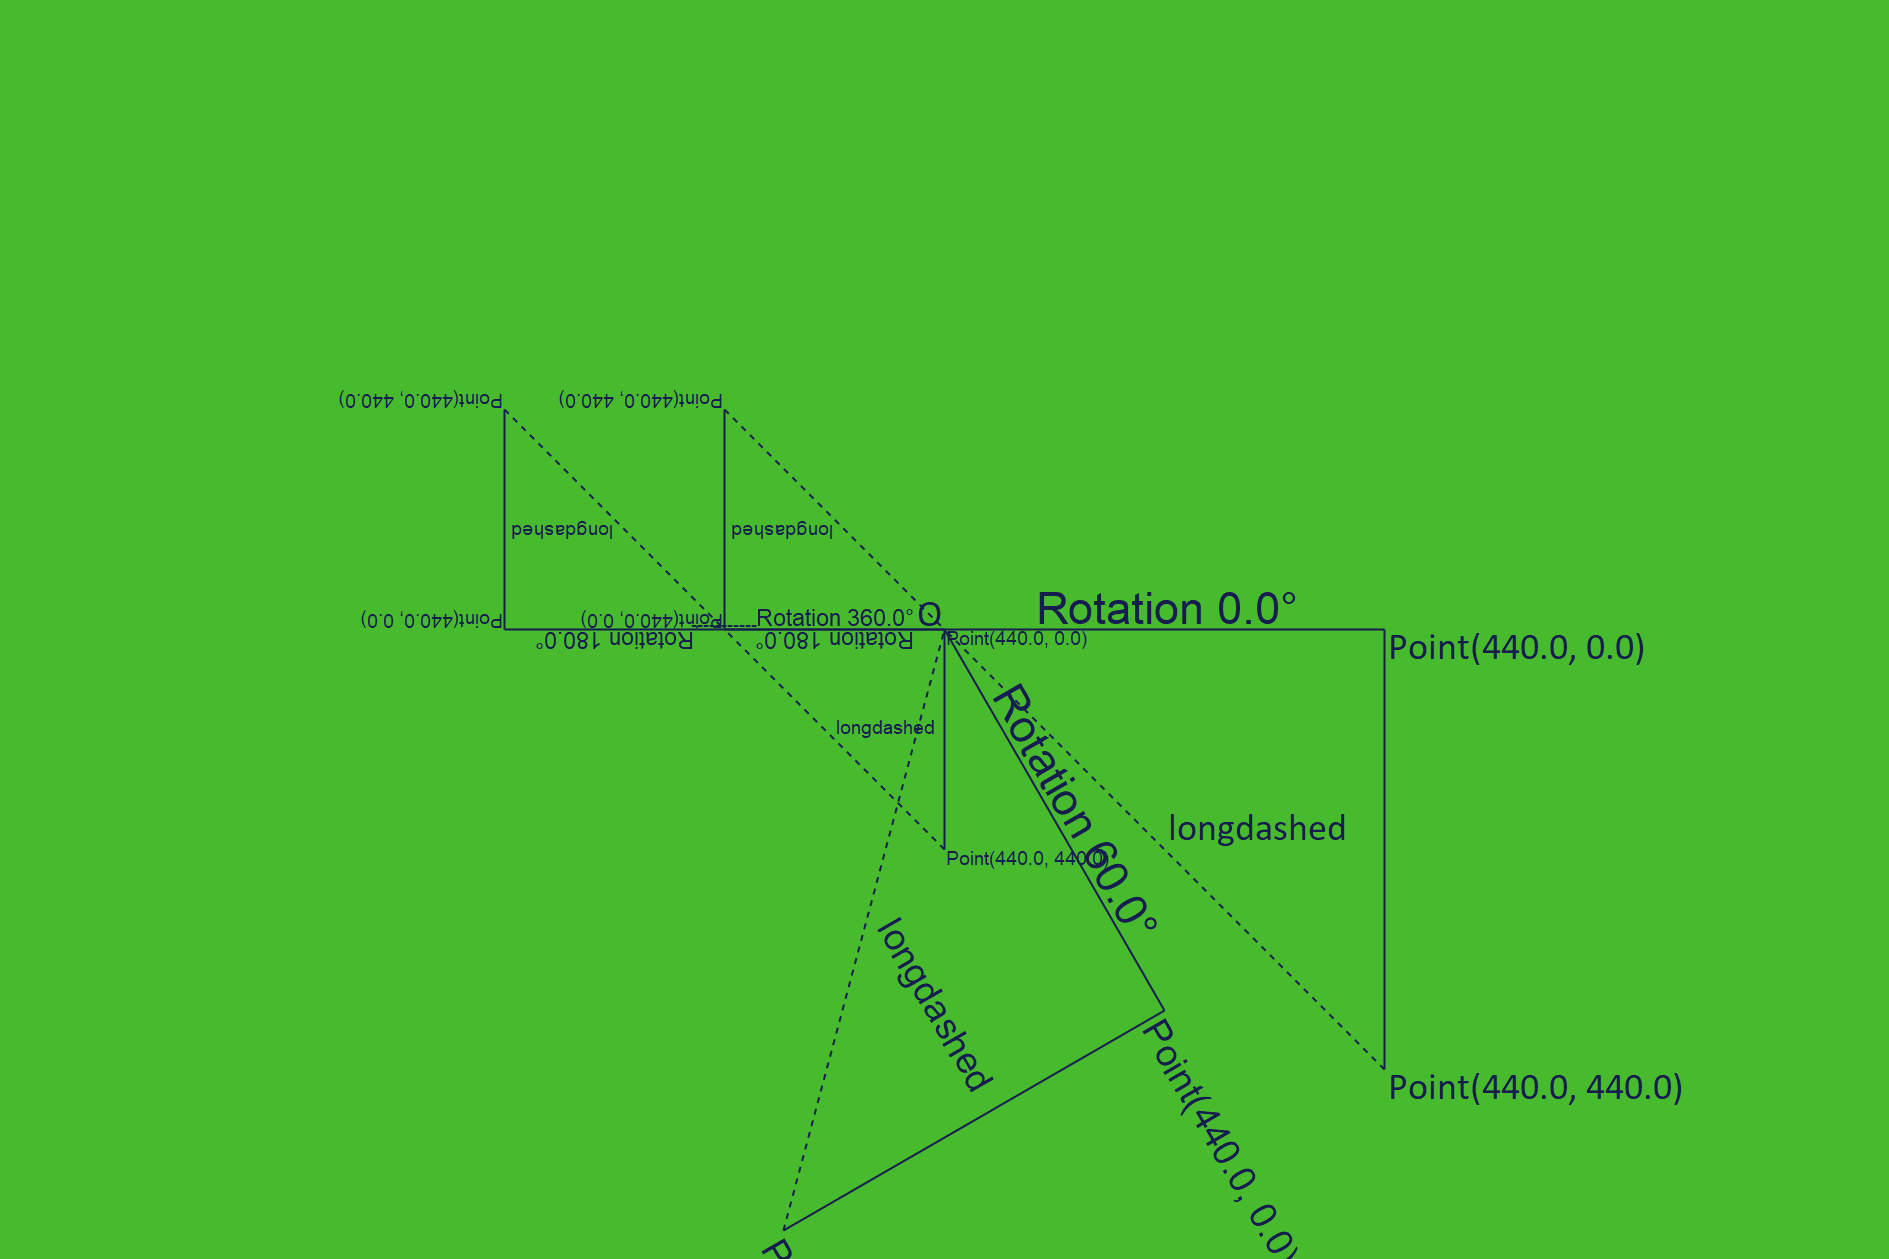 Point(440.0, 440.0)
Point(440.0, 440.0)
longdashed
longdashed
Rotation 0.0°
Point(440.0, 0.0)
Point(440.0, 0.0)
Rotation 360.0°
O
Rotation 180.0°
Rotation 180.0°
Point(440.0, 0.0)
Point(440.0, 0.0)
longdashed
Rotation 60.0°
longdashed
Point(440.0, 440.0)
longdashed
Point(440.0, 0.0)
Point(440.0, 440.0)
P